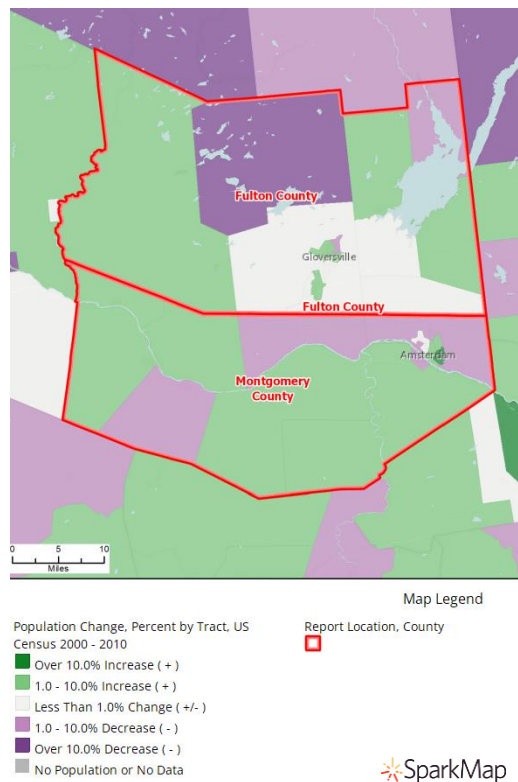 Fulton County
Gloversville
Fulton County
Amsterdam
Montgomery
County
0 5 10
Miles
Map Legend
Population Change, Percent by Tract, US
Census 2000 - 2010
Over 10.0% Increase ( + )
1.0 - 10.0% Increase ( + )
Less Than 1.0% Change ( +/- )
1.0 - 10.0% Decrease ( - )
Over 10.0% Decrease ( - )
No Population or No Data
Report Location, County
SparkMap